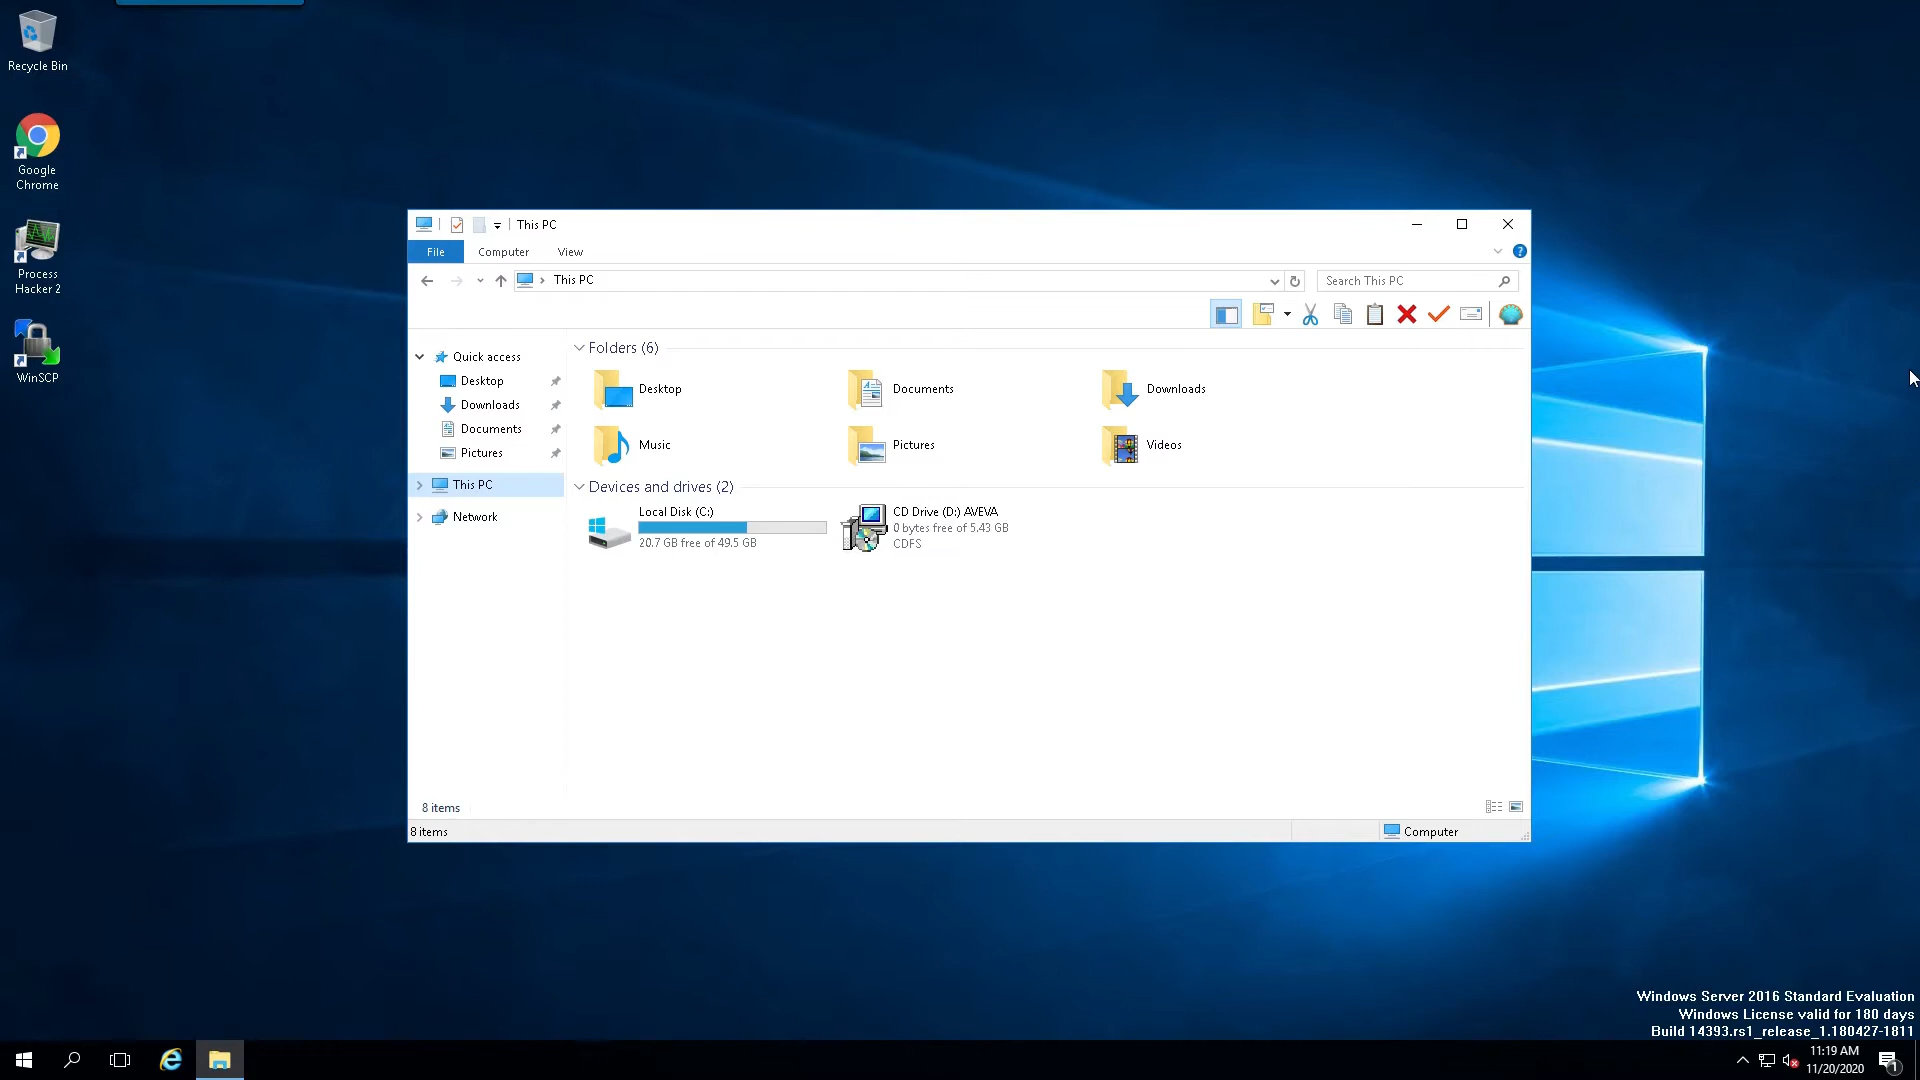 Recycle Bin
Google
Chrome
Process
Hacker 2
WinSCP
This PC
File
Computer
View
This PC
Search This PC
Quick access
Desktop
Downloads
Documents
Pictures
This PC
Network
Folders (6)
Desktop
Documents
Downloads
Music
Pictures
Videos
Devices and drives (2)
Local Disk (C:)
20.7 GB free of 49.5 GB
CD Drive (D:) AVEVA
0 bytes free of 5.43 GB
CDFS
8 items
8 items
Computer
Windows Server 2016 Standard Evaluation
Windows License valid for 180 days
Build 14393.rs1_release_1.180427-1811
11:19 AM
11/20/2020
1